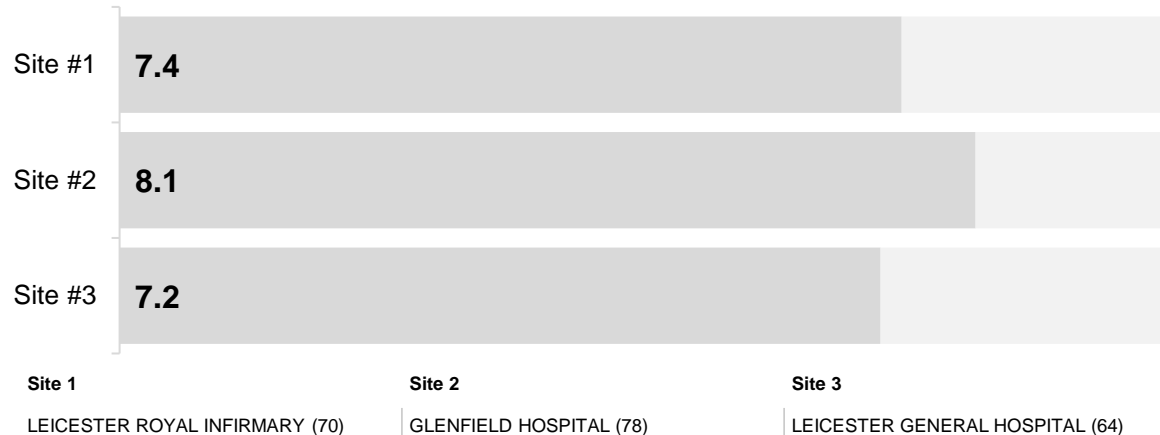 Site #1 7.4
Site #2 8.1
Site #3 7.2
Site 1 Site 2 Site 3
LEICESTER ROYAL INFIRMARY (70) GLENFIELD HOSPITAL (78) LEICESTER GENERAL HOSPITAL (64)